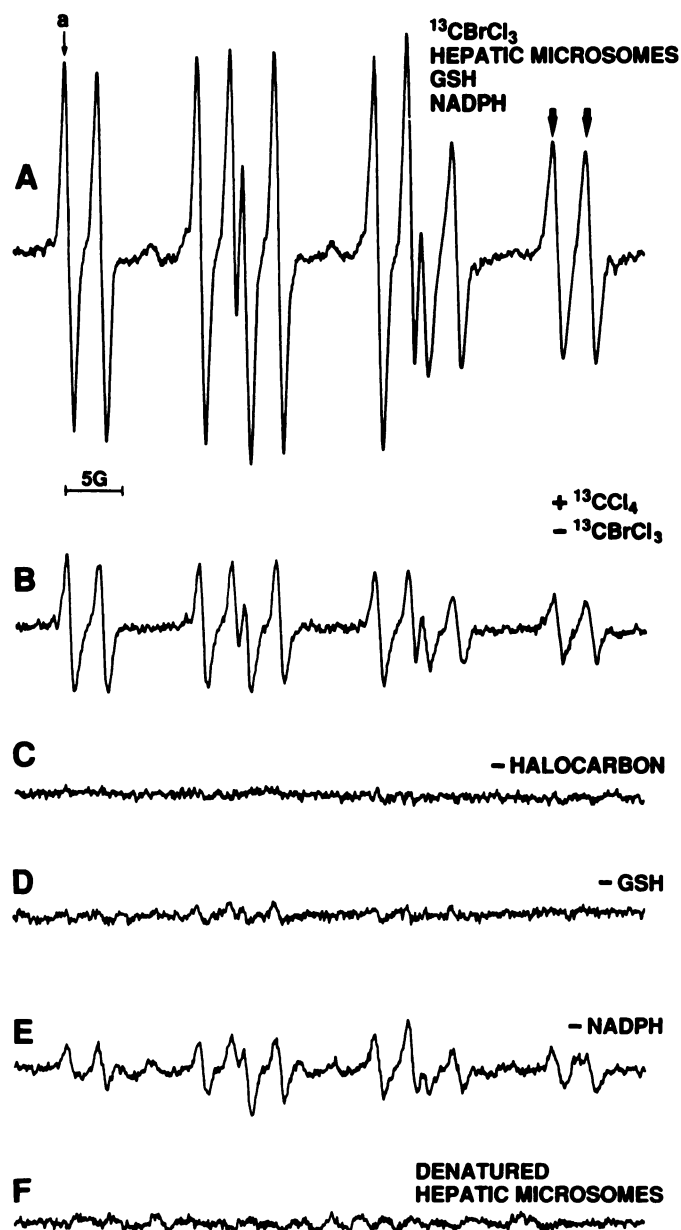 a
¹³CBrCl₃
HEPATIC MICROSOMES
GSH
NADPH
A
5G
+ ¹³CCl₄
− ¹³CBrCl₃
B
C
− HALOCARBON
D
− GSH
E
− NADPH
F
DENATURED
HEPATIC MICROSOMES